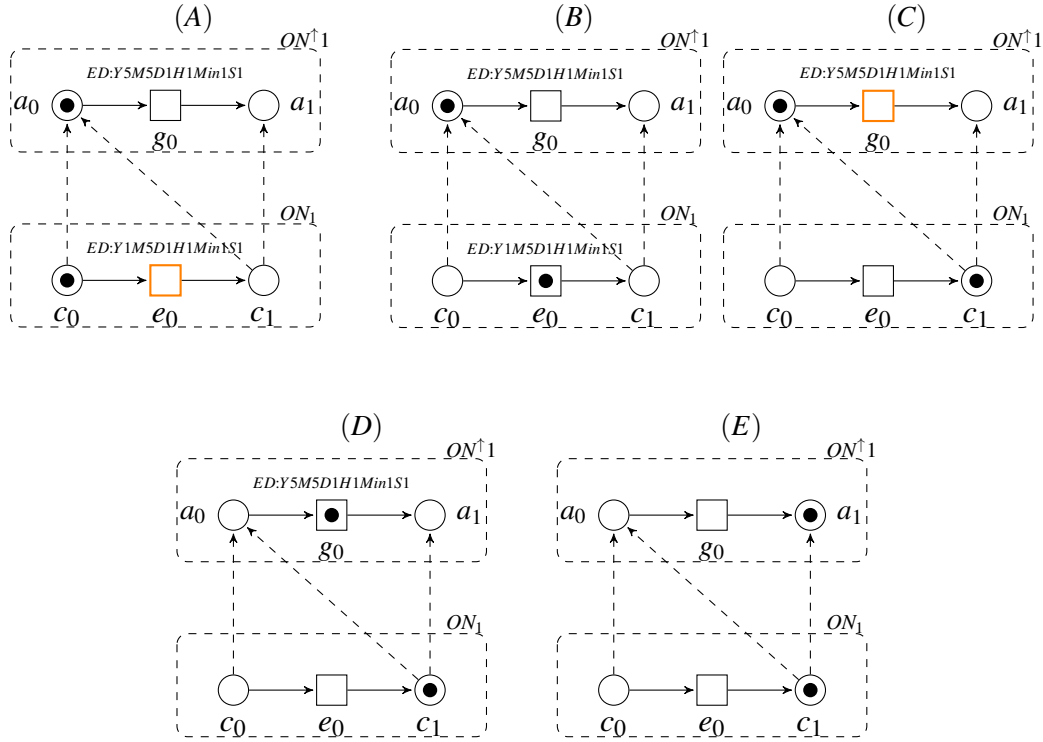 (A)
(B)
(C)
ON↑1
ON↑1
ON↑1
ED:Y5M5D1H1Min1S1
ED:Y5M5D1H1Min1S1
ED:Y5M5D1H1Min1S1
a₀ a₁
a₀ a₁
a₀ a₁
g₀
g₀
g₀
ON₁
ON₁
ON₁
ED:Y1M5D1H1Min1S1
ED:Y1M5D1H1Min1S1
c₀ e₀ c₁
c₀ e₀ c₁
c₀ e₀ c₁
(D)
(E)
ON↑1
ON↑1
ED:Y5M5D1H1Min1S1
a₀ a₁
a₀ a₁
g₀
g₀
ON₁
ON₁
c₀ e₀ c₁
c₀ e₀ c₁